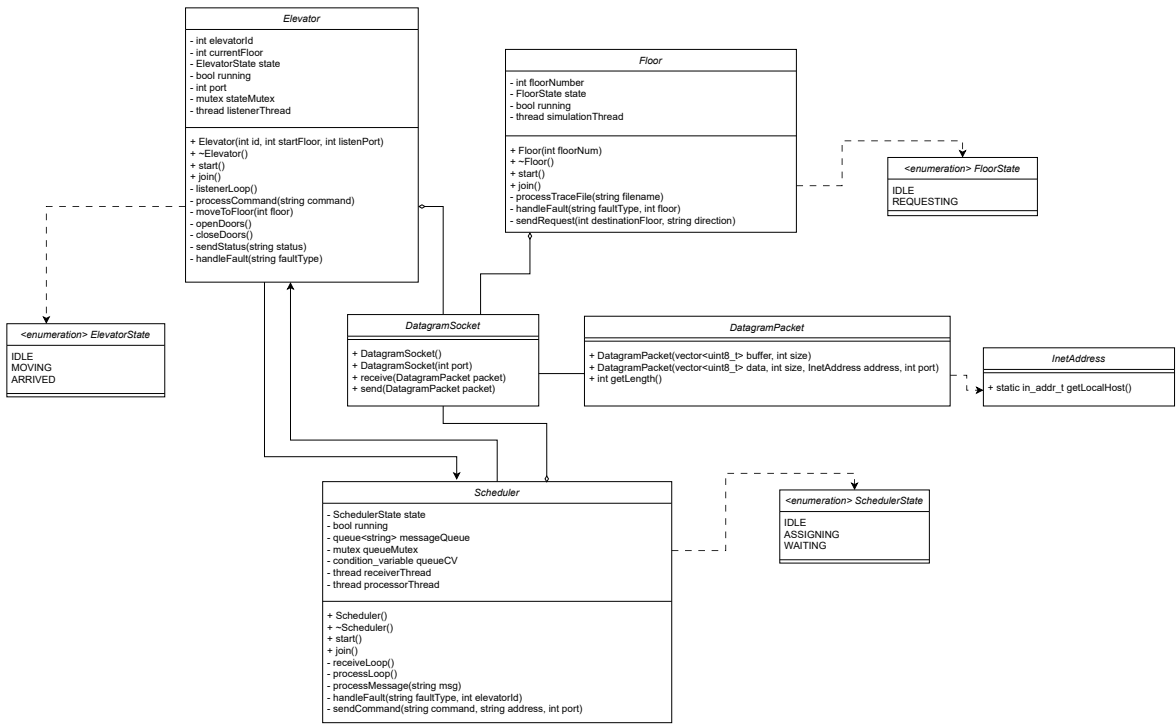 Elevator
- int elevatorId
- int currentFloor
- ElevatorState state
- bool running
- int port
- mutex stateMutex
- thread listenerThread
+ Elevator(int id, int startFloor, int listenPort)
+ ~Elevator()
+ start()
+ join()
- listenerLoop()
- processCommand(string command)
- moveToFloor(int floor)
- openDoors()
- closeDoors()
- sendStatus(string status)
- handleFault(string faultType)
Floor
- int floorNumber
- FloorState state
- bool running
- thread simulationThread
+ Floor(int floorNum)
+ ~Floor()
+ start()
+ join()
- processTraceFile(string filename)
- handleFault(string faultType, int floor)
- sendRequest(int destinationFloor, string direction)
<enumeration> FloorState
IDLE
REQUESTING
<enumeration> ElevatorState
IDLE
MOVING
ARRIVED
DatagramSocket
+ DatagramSocket()
+ DatagramSocket(int port)
+ receive(DatagramPacket packet)
+ send(DatagramPacket packet)
DatagramPacket
+ DatagramPacket(vector<uint8_t> buffer, int size)
+ DatagramPacket(vector<uint8_t> data, int size, InetAddress address, int port)
+ int getLength()
InetAddress
+ static in_addr_t getLocalHost()
Scheduler
- SchedulerState state
- bool running
- queue<string> messageQueue
- mutex queueMutex
- condition_variable queueCV
- thread receiverThread
- thread processorThread
+ Scheduler()
+ ~Scheduler()
+ start()
+ join()
- receiveLoop()
- processLoop()
- processMessage(string msg)
- handleFault(string faultType, int elevatorId)
- sendCommand(string command, string address, int port)
<enumeration> SchedulerState
IDLE
ASSIGNING
WAITING